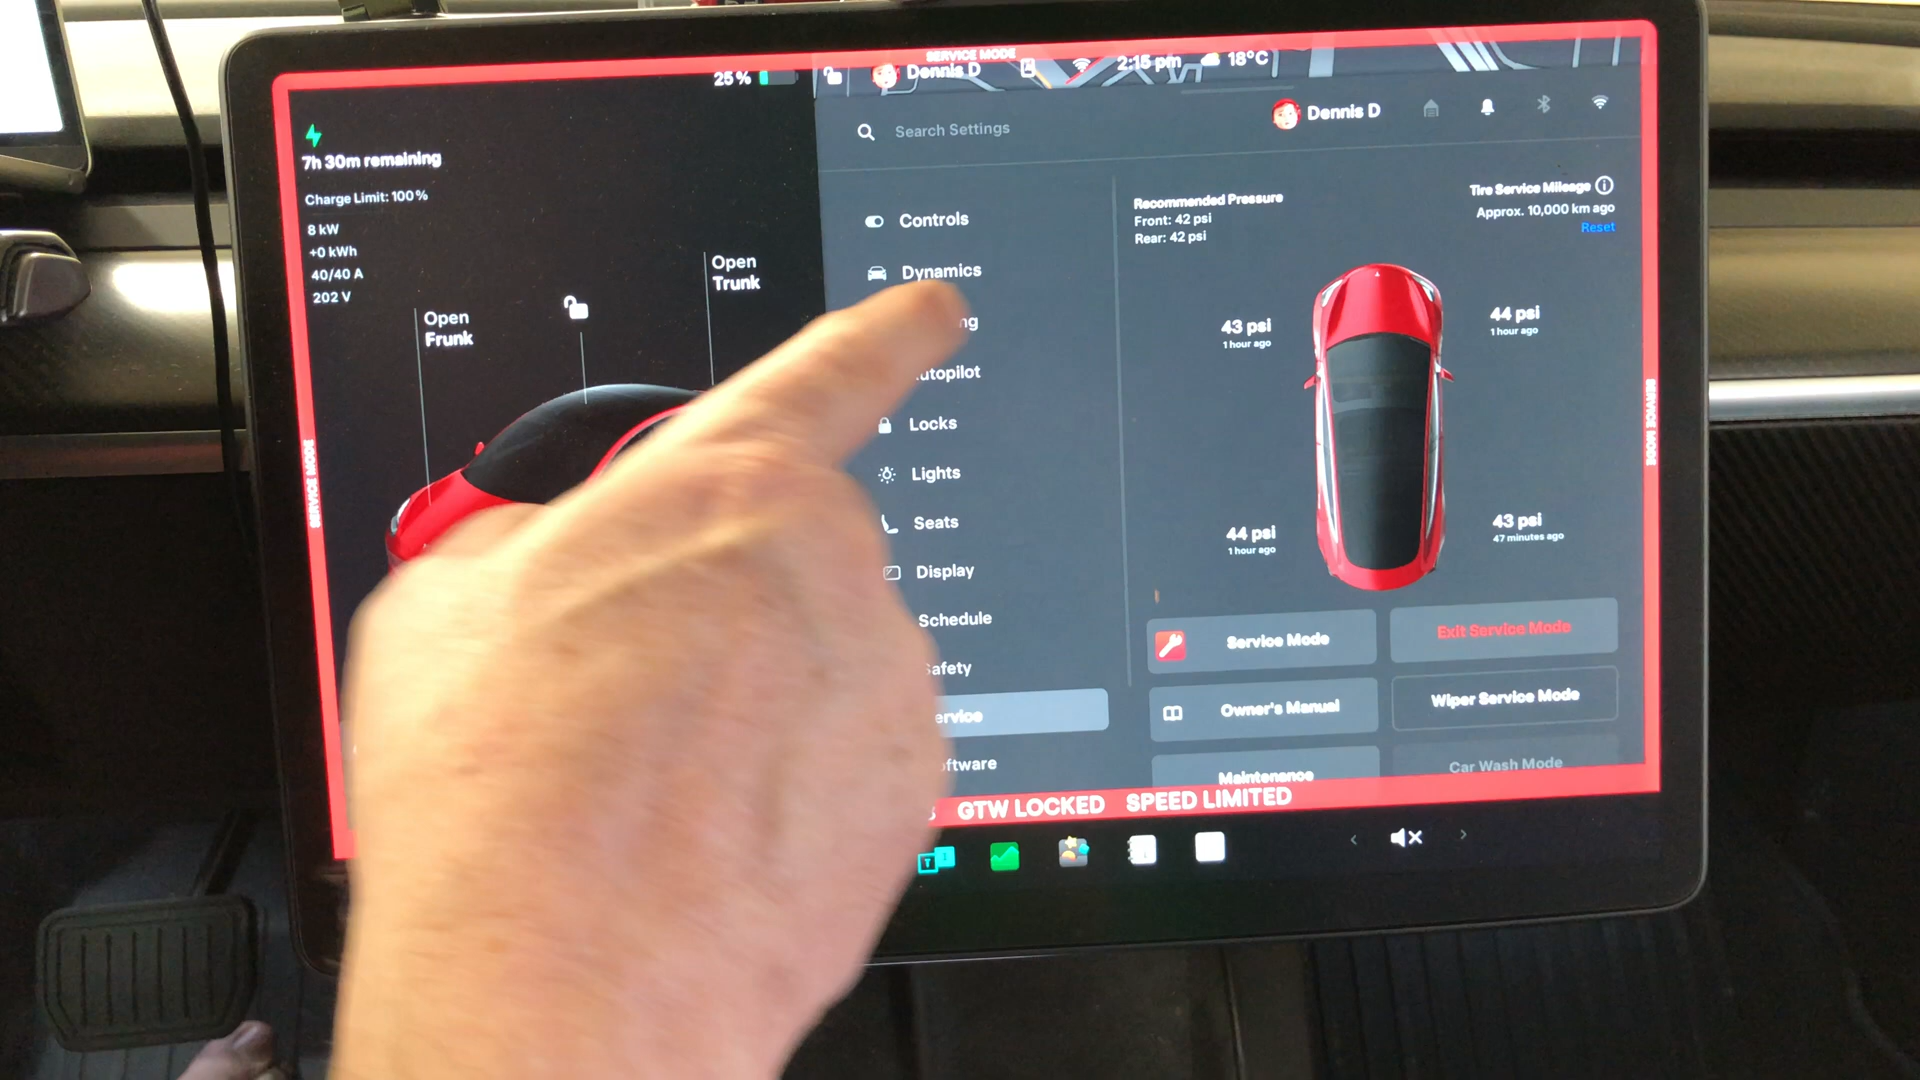 SERVICE MODE
25 %
Dennis D
2:15 pm
18°C
7h 30m remaining
Charge Limit: 100 %
8 kW
+0 kWh
40/40 A
202 V
Open
Frunk
Open
Trunk
Search Settings
Dennis D
Controls
Dynamics
Locks
Lights
Seats
Display
Schedule
Recommended Pressure
Front: 42 psi
Rear: 42 psi
Tire Service Mileage
Approx. 10,000 km ago
Reset
43 psi
1 hour ago
44 psi
1 hour ago
44 psi
1 hour ago
43 psi
47 minutes ago
Service Mode
Exit Service Mode
Owner's Manual
Wiper Service Mode
Maintenance
Car Wash Mode
GTW LOCKED SPEED LIMITED
SERVICE MODE
SERVICE MODE